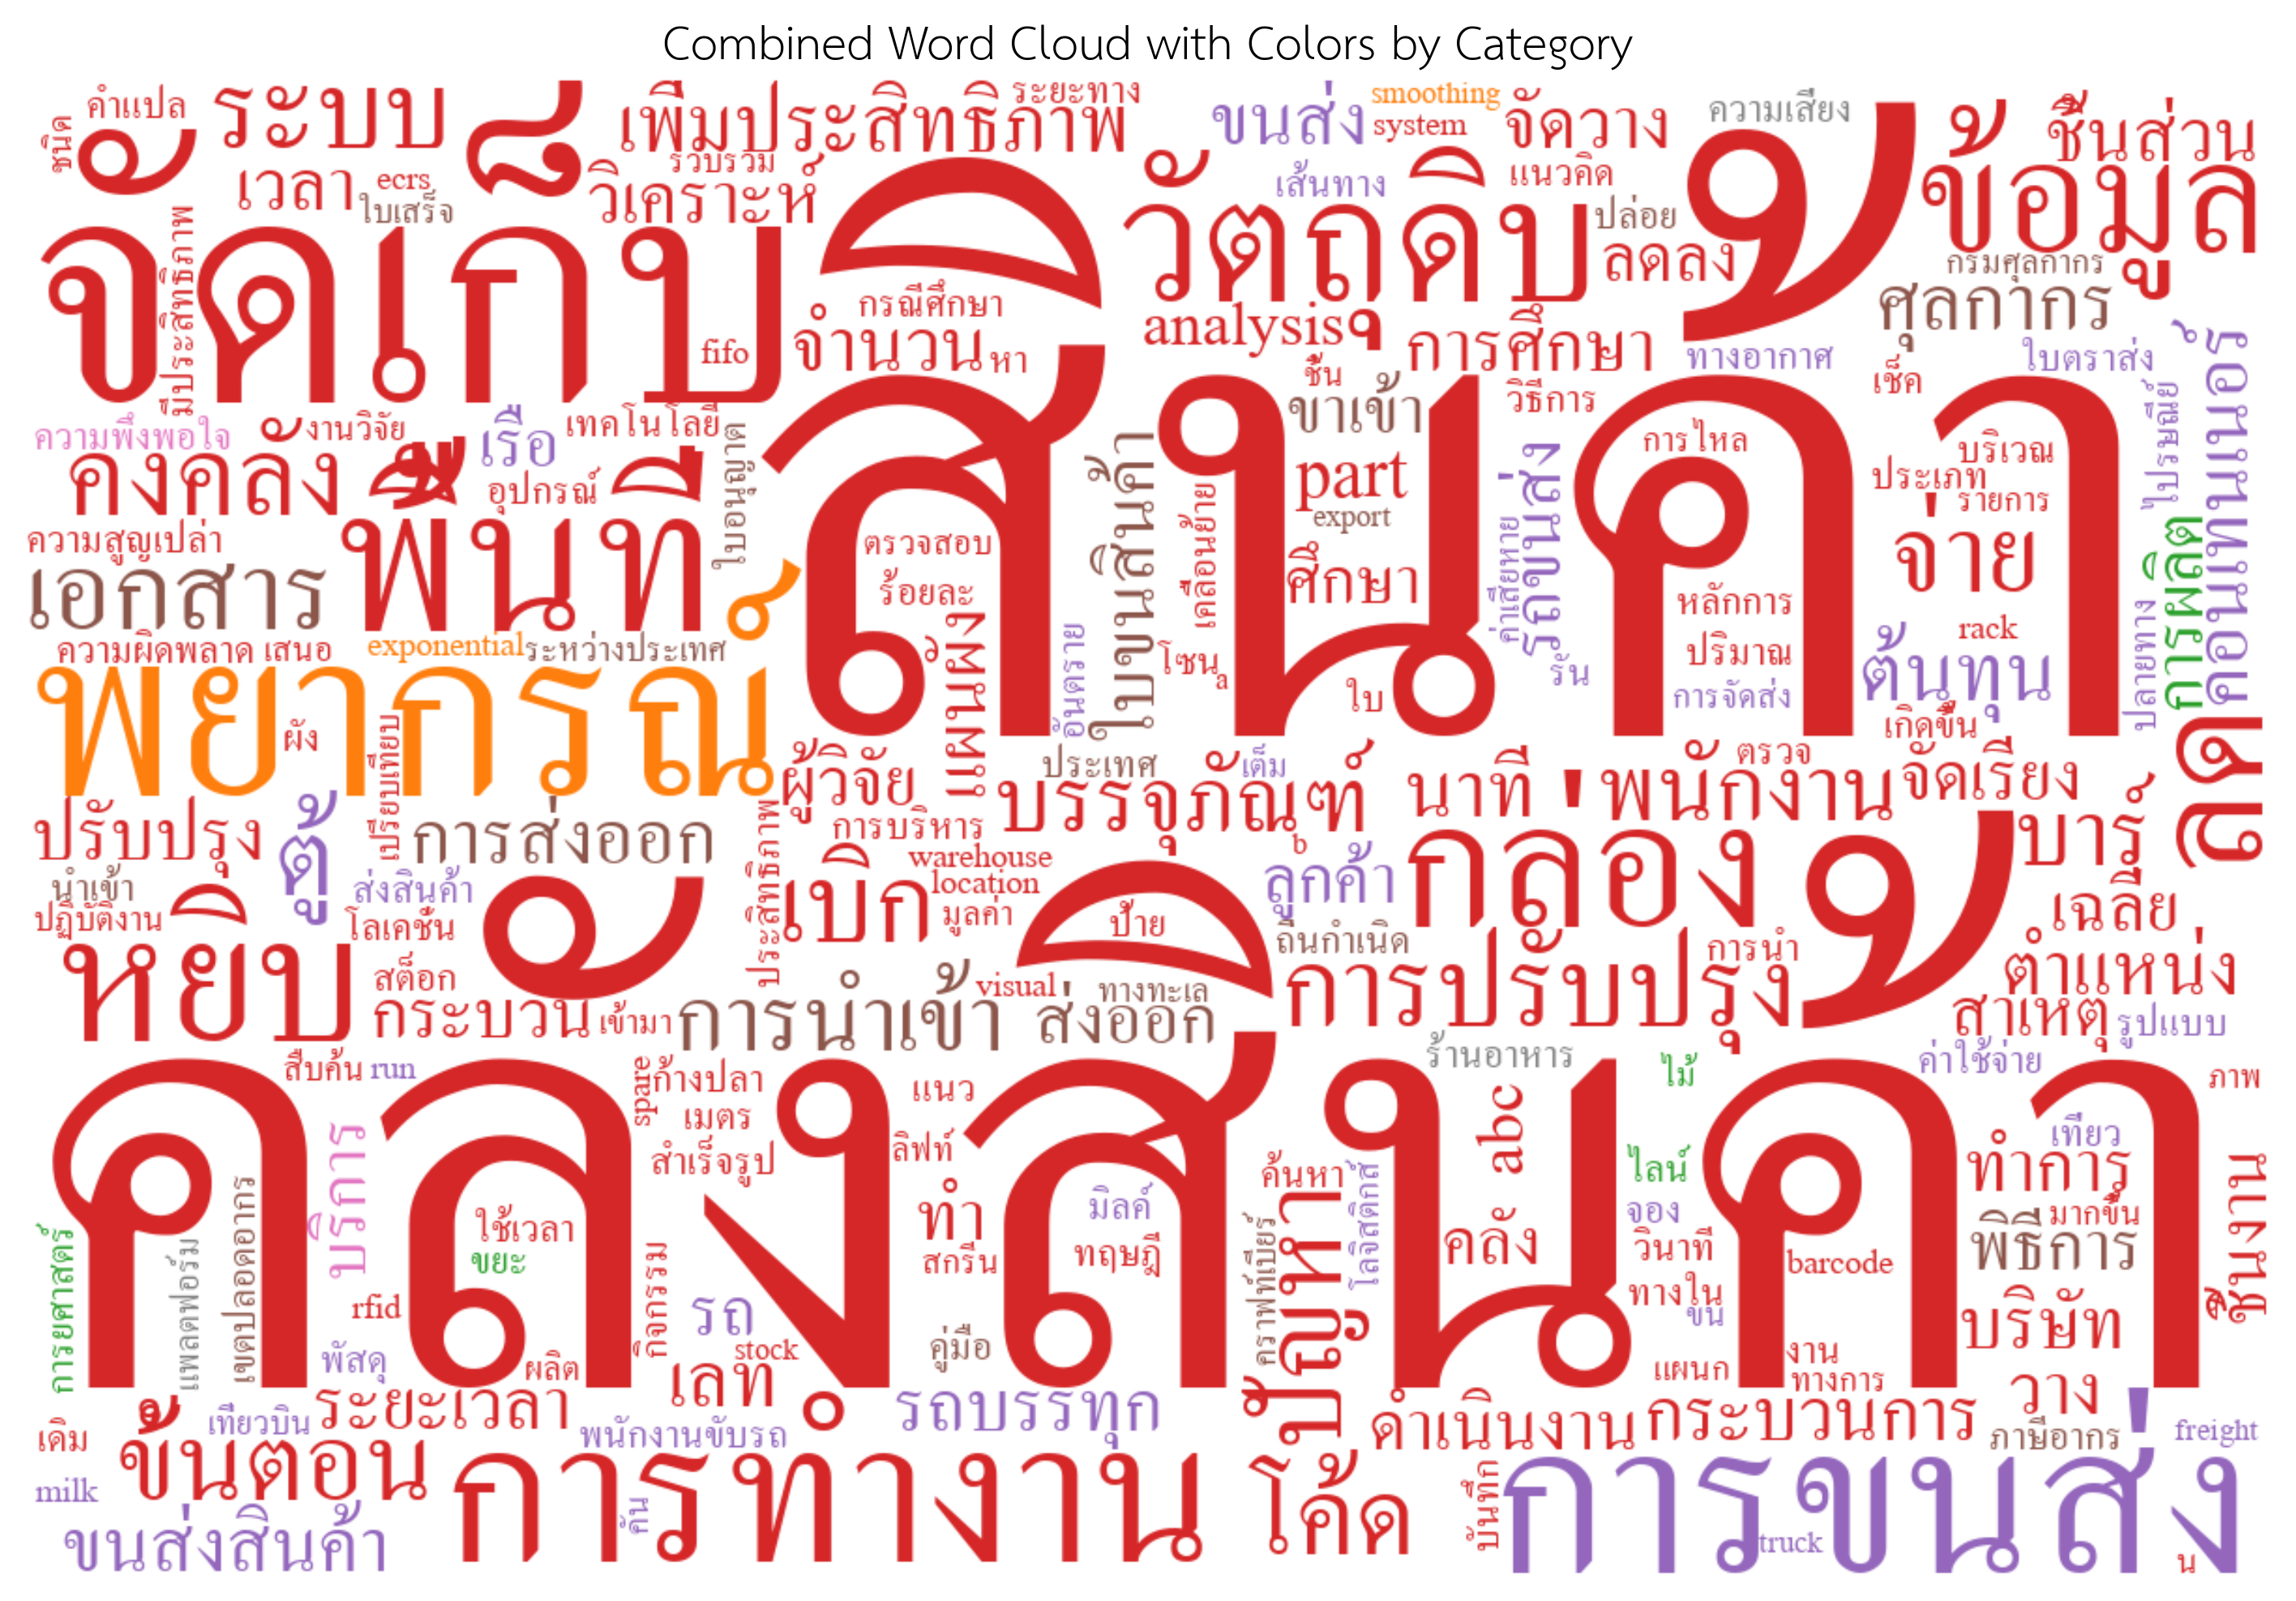 Combined Word Cloud with Colors by Category
คำแปล
ระบบ
เพิ่มประสิทธิภาพ
ระยะทาง
ขนส่ง
smoothing
system
จัดวาง
ความเสี่ยง
ชิ้นส่วน
ชนิด
เวลา
ecrs
ใบเสร็จ
รวบรวม
วิเคราะห์
เส้นทาง
แนวคิด
ปล่อย
ข้อมูล
จัดเก็บ
วัตถุดิบ
ลดลง
กรมศุลกากร
มีประสิทธิภาพ
กรณีศึกษา
จำนวน
หา
fifo
analysis
การศึกษา
ศุลกากร
ทางอากาศ
ใบตราส่ง
ชั้น
วิธีการ
เช็ค
สินค้า
ความพึงพอใจ
งานวิจัย
เรือ
เทคโนโลยี
ขาเข้า
การไหล
บริเวณ
ไปรษณีย์
คอนเทนเนอร์
คงคลัง
อุปกรณ์
ใบอนุญาต
part
ประเภท
รายการ
ความสูญเปล่า
พื้นที่
ใบขนสินค้า
เคลื่อนย้าย
export
รถขนส่ง
ค่าเสียหาย
จ่าย
เอกสาร
ตรวจสอบ
ร้อยละ
ศึกษา
หลักการ
rack
การผลิต
ปลายทาง
ความผิดพลาด
เสนอ
exponential
ระหว่างประเทศ
วางแผน
อันตราย
โซน
a
รัน
ปริมาณ
ต้นทุน
พยากรณ์
ใบ
การจัดส่ง
ผัง
เปรียบเทียบ
เกิดขึ้น
ลด
ผู้วิจัย
ประเทศ
เต็ม
นาที
พนักงาน
ตรวจ
จัดเรียง
ปรับปรุง
ตู้
การส่งออก
การบริหาร
บรรจุภัณฑ์
b
กล่อง
บาร์
ประสิทธิภาพ
นำเข้า
ส่งสินค้า
เบิก
warehouse
location
ลูกค้า
เฉลี่ย
ปฏิบัติงาน
โลเคชั่น
มูลค่า
ป้าย
ถิ่นกำเนิด
การนำ
หยิบ
สต็อก
การปรับปรุง
ตำแหน่ง
กระบวน
เข้ามา
การนำเข้า
visual
ทางทะเล
ส่งออก
สาเหตุ
รูปแบบ
คลังสินค้า
สืบค้น
run
spare
ก้างปลา
แนว
ร้านอาหาร
ไม้
ค่าใช้จ่าย
ภาพ
เมตร
abc
บริการ
สำเร็จรูป
ลิฟท์
ค้นหา
ไลน์
เที่ยว
ทำการ
ใช้เวลา
ทำ
มิลค์
โลจิสติกส์
จอง
มากขึ้น
ชิ้นงาน
การยศาสตร์
แพลตฟอร์ม
เขตปลอดอากร
ขยะ
สกรีน
ทฤษฎี
คราฟท์เบียร์
ปัญหา
คลัง
วินาที
barcode
พิธีการ
rfid
กิจกรรม
รถ
ทางใน
ขน
บริษัท
พัสดุ
ผลิต
stock
คู่มือ
แผนก
งาน
ทางการ
เลท
วาง
เดิม
เที่ยวบิน
ระยะเวลา
รถบรรทุก
ดำเนินงาน
กระบวนการ
ภาษีอากร
freight
ขั้นตอน
พนักงานขับรถ
milk
การทำงาน
คัน
โค้ด
บันทึก
การขนส่ง
ขนส่งสินค้า
truck
น